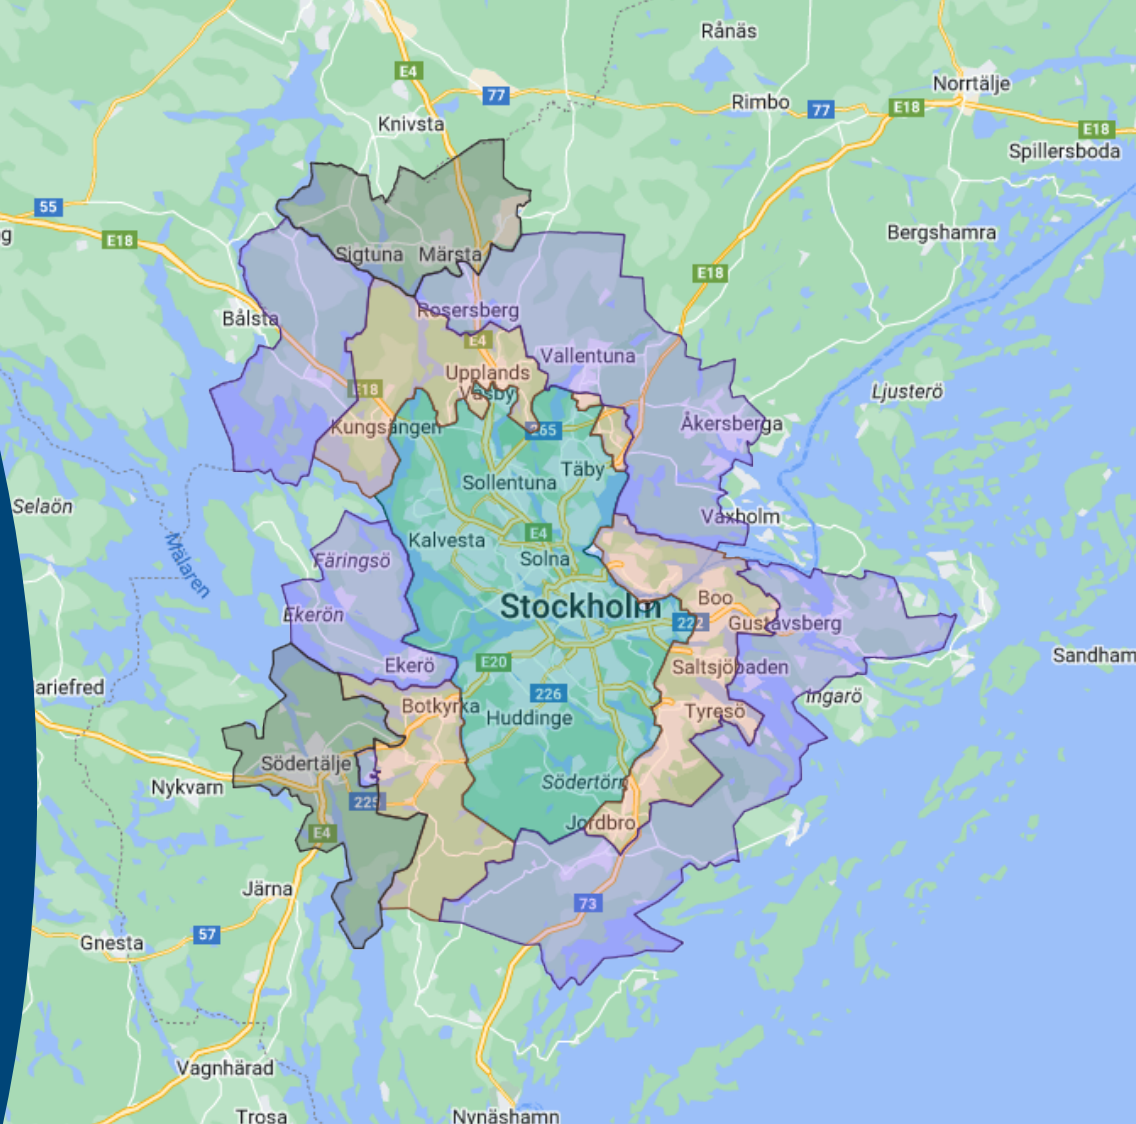 Rånäs
E4
Norrtälje
77
Rimbo
77
E18
Knivsta
E18
Spillersboda
55
E18
Bergshamra
g
Sigtuna
Märsta
E18
Rosersberg
Bålsta
E4
Vallentuna
Upplands
Väsby
E18
Ljusterö
Kungsängen
265
Åkersberga
Täby
Sollentuna
Selaön
Vaxholm
E4
Kalvesta
Solna
Färingsö
Mälaren
Stockholm
Boo
Ekerön
222
Gustavsberg
E20
Ekerö
Saltsjöbaden
Sandham
ariefred
226
Ingarö
Botkyrka
Huddinge
Tyresö
Södertälje
Södertörn
Nykvarn
225
Jordbro
E4
Järna
73
57
Gnesta
Vagnhärad
Trosa
Nynäshamn